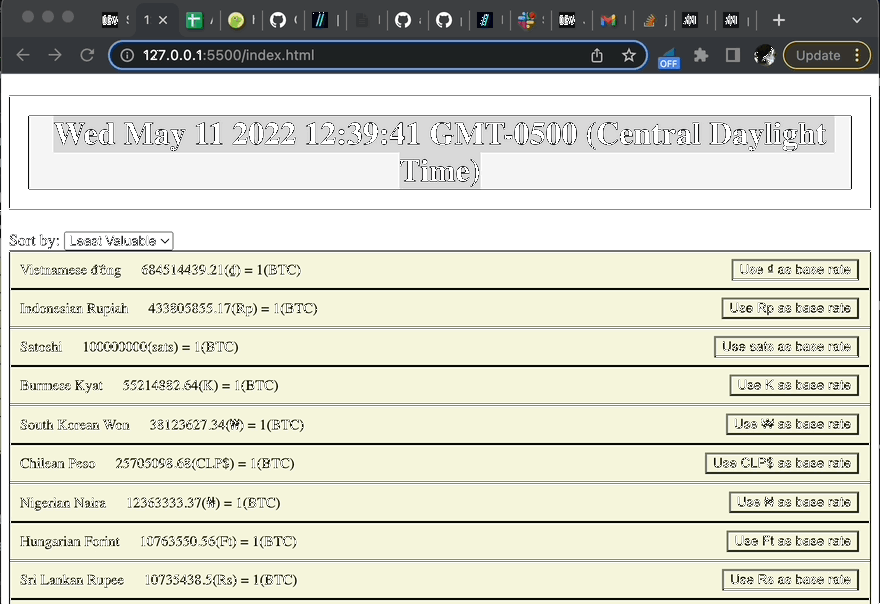 1
127.0.0.1:5500/index.html
OFF
Update
Wed May 11 2022 12:39:41 GMT-0500 (Central Daylight
Time)
Sort by: Least Valuable
Vietnamese đồng 684514439.21(₫) = 1(BTC) Use ₫ as base rate
Indonesian Rupiah 433805855.17(Rp) = 1(BTC) Use Rp as base rate
Satoshi 100000000(sats) = 1(BTC) Use sats as base rate
Burmese Kyat 55214882.64(K) = 1(BTC) Use K as base rate
South Korean Won 38123627.34(₩) = 1(BTC) Use ₩ as base rate
Chilean Peso 25705098.68(CLP$) = 1(BTC) Use CLP$ as base rate
Nigerian Naira 12363333.37(₦) = 1(BTC) Use ₦ as base rate
Hungarian Forint 10763550.56(Ft) = 1(BTC) Use Ft as base rate
Sri Lankan Rupee 10735438.5(Rs) = 1(BTC) Use Rs as base rate